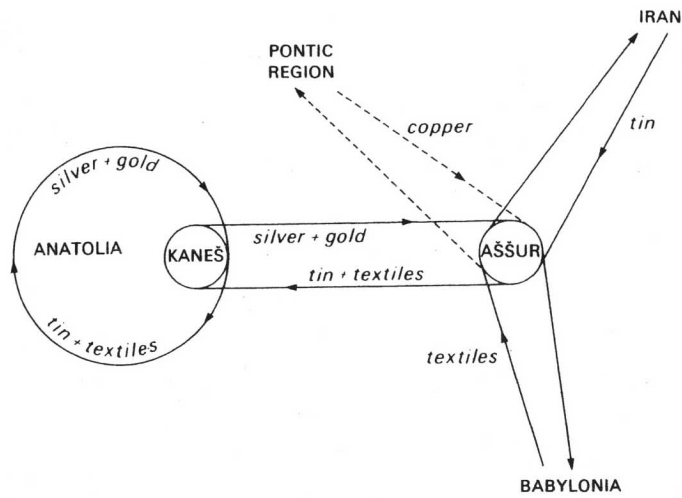 IRAN
PONTIC
REGION
copper
tin
silver + gold
ANATOLIA
KANEŠ
silver + gold
AŠŠUR
tin + textiles
tin + textiles
textiles
BABYLONIA